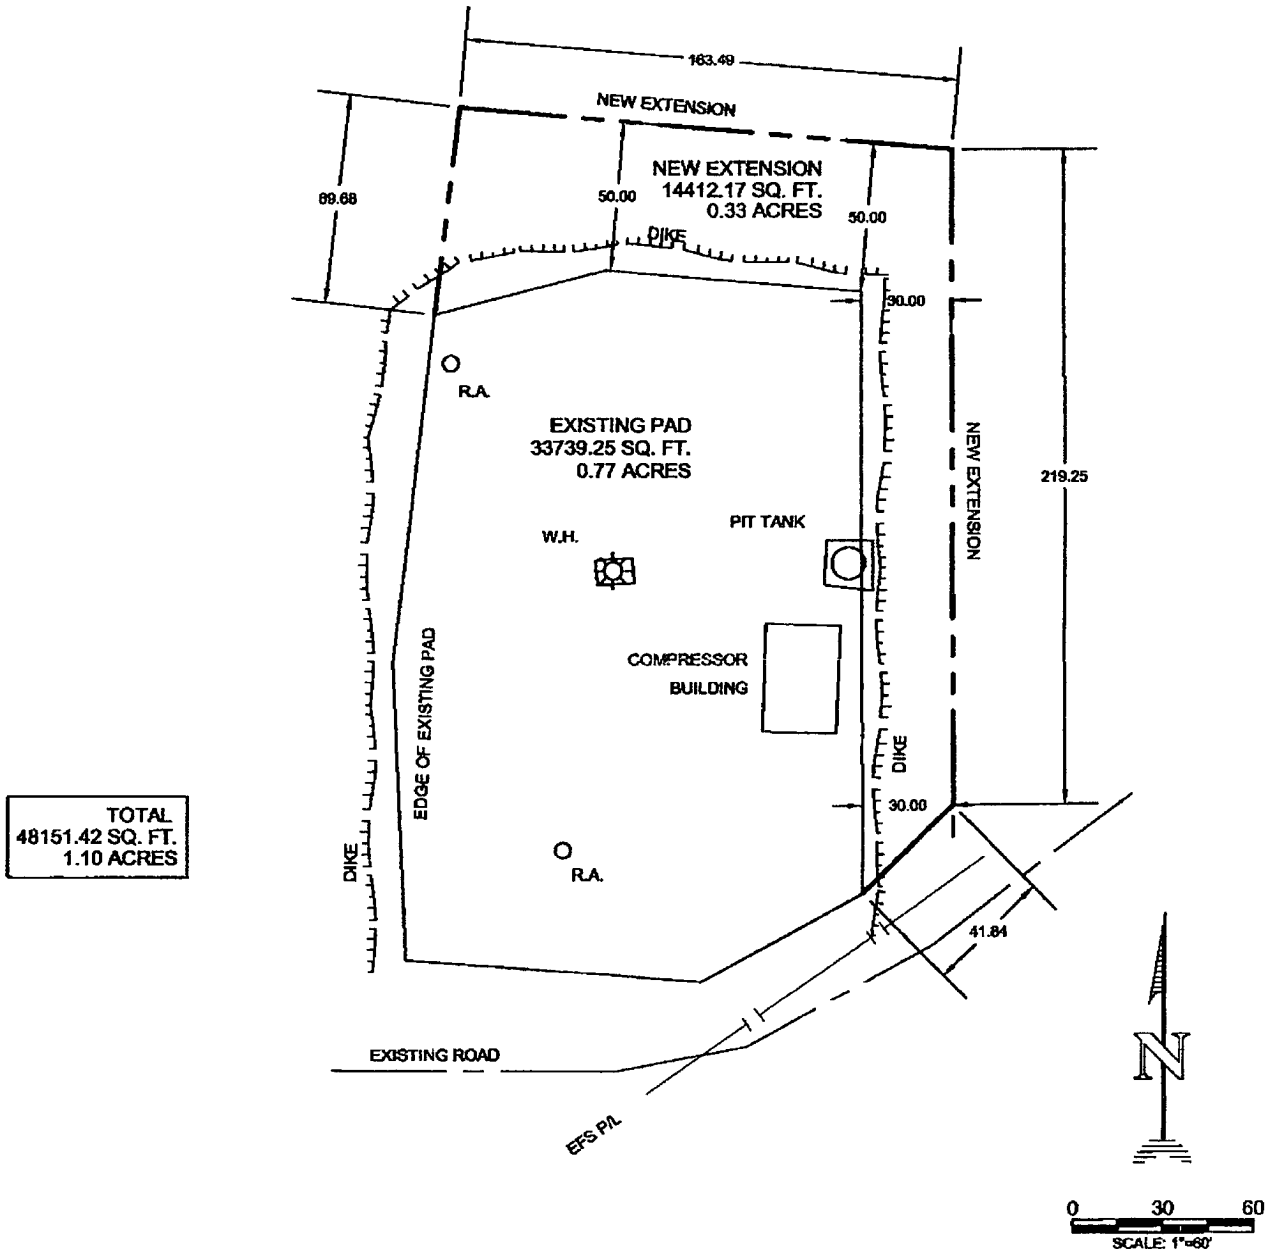 163.49
NEW EXTENSION
NEW EXTENSION
14412.17 SQ. FT.
0.33 ACRES
89.68
50.00
50.00
DIKE
30.00
R.A.
EXISTING PAD
33739.25 SQ. FT.
0.77 ACRES
NEW EXTENSION
219.25
PIT TANK
W.H.
COMPRESSOR
BUILDING
EDGE OF EXISTING PAD
DIKE
30.00
TOTAL
48151.42 SQ. FT.
1.10 ACRES
DIKE
R.A.
41.84
EXISTING ROAD
EFS P/L
N
0 30 60
SCALE: 1"=60'